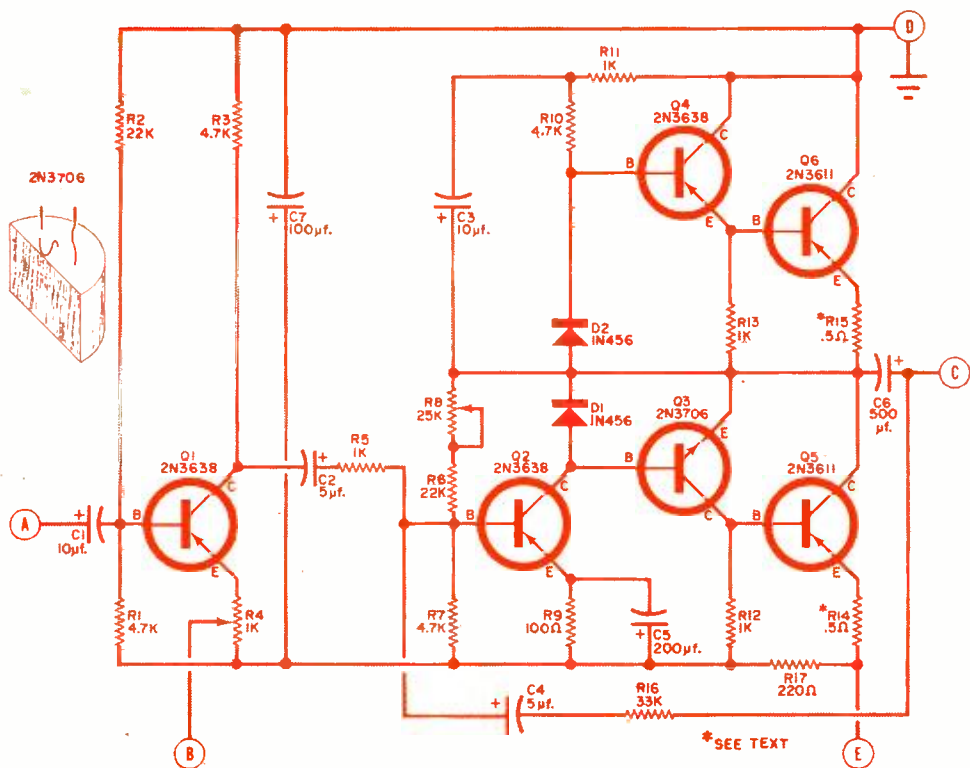 D
R11
1K
Q4
2N3638
R2
22K
R3
4.7K
R10
4.7K
C
Q6
2N3611
B
C
2N3706
E
B
+
C7
100µf.
+
C3
10µf.
E
D2
1N456
R13
1K
*R15
.5Ω
+
C
R8
25K
D1
1N456
Q3
2N3706
C6
500
µf.
E
Q1
2N3638
R5
1K
Q2
2N3638
Q5
2N3611
C
+
C2
5µf.
R6
22K
C
B
C
C
A
+
C1
10µf.
B
B
B
E
E
E
R1
4.7K
R4
1K
R7
4.7K
R9
100Ω
+
C5
200µf.
R12
1K
*R14
.5Ω
R17
220Ω
+
C4
5µf.
R16
33K
*SEE TEXT
B
E